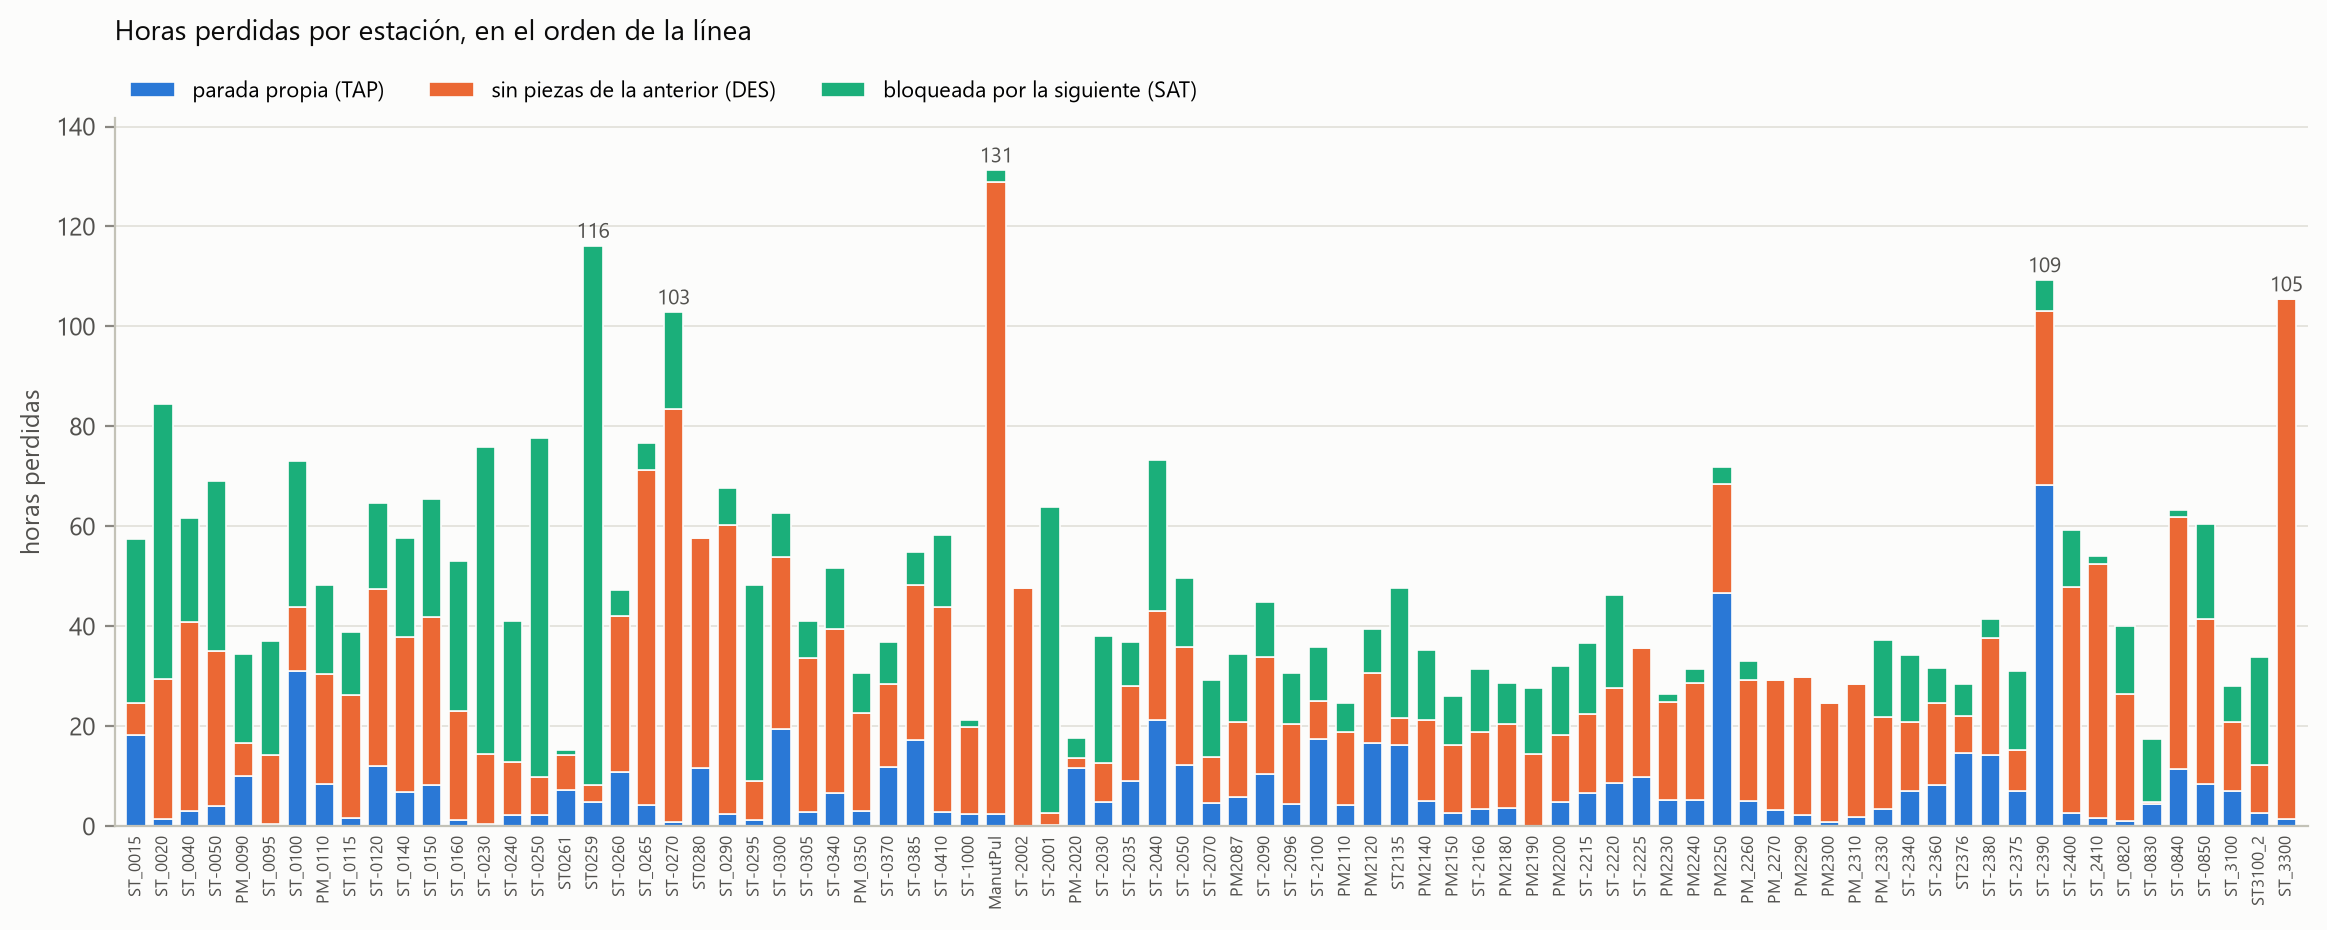 Horas perdidas por estación, en el orden de la línea
parada propia (TAP)
sin piezas de la anterior (DES)
bloqueada por la siguiente (SAT)
horas perdidas
140
120
100
80
60
40
20
0
116
103
131
109
105
ST_0015
ST_0020
ST_0040
ST-0050
PM_0090
ST_0095
ST_0100
PM_0110
ST_0115
ST-0120
ST_0140
ST_0150
ST_0160
ST-0230
ST-0240
ST-0250
ST0261
ST0259
ST-0260
ST_0265
ST-0270
ST0280
ST_0290
ST-0295
ST-0300
ST-0305
ST-0340
PM_0350
ST-0370
ST-0385
ST-0410
ST-1000
ManutPul
ST-2002
ST-2001
PM-2020
ST-2030
ST-2035
ST-2040
ST-2050
ST-2070
PM2087
ST-2090
ST-2096
ST-2100
PM2110
PM2120
ST2135
PM2140
PM2150
ST-2160
PM2180
PM2190
PM2200
ST-2215
ST-2220
ST-2225
PM2230
PM2240
PM2250
PM_2260
PM_2270
PM2290
PM2300
PM_2310
PM_2330
ST-2340
ST-2360
ST2376
ST-2380
ST-2375
ST-2390
ST-2400
ST_2410
ST_0820
ST-0830
ST-0840
ST-0850
ST_3100
ST3100_2
ST_3300